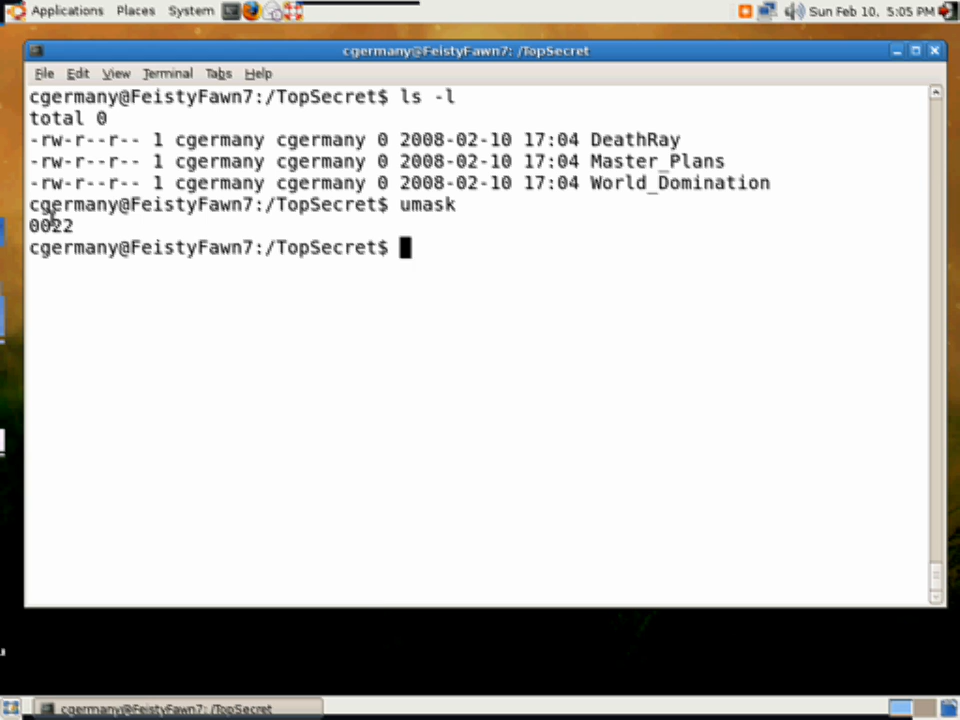 Applications Places System Sun Feb 10, 5:05 PM
cgermany@FeistyFawn7: /TopSecret
File Edit View Terminal Tabs Help
cgermany@FeistyFawn7:/TopSecret$ ls -l
total 0
-rw-r--r-- 1 cgermany cgermany 0 2008-02-10 17:04 DeathRay
-rw-r--r-- 1 cgermany cgermany 0 2008-02-10 17:04 Master_Plans
-rw-r--r-- 1 cgermany cgermany 0 2008-02-10 17:04 World_Domination
cgermany@FeistyFawn7:/TopSecret$ umask
0022
cgermany@FeistyFawn7:/TopSecret$
cgermany@FeistyFawn7: /TopSecret